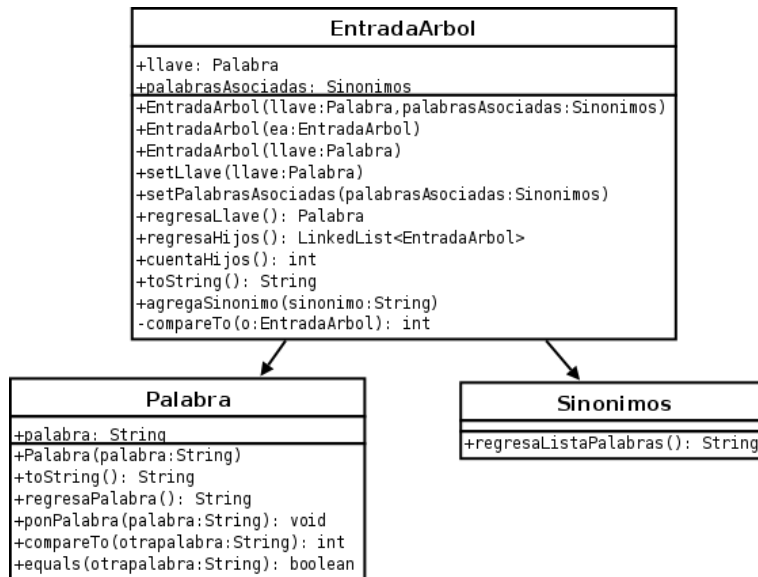 EntradaArbol
+llave: Palabra
+palabrasAsociadas: Sinonimos
+EntradaArbol(llave:Palabra,palabrasAsociadas:Sinonimos)
+EntradaArbol(ea:EntradaArbol)
+EntradaArbol(llave:Palabra)
+setLlave(llave:Palabra)
+setPalabrasAsociadas(palabrasAsociadas:Sinonimos)
+regresaLlave(): Palabra
+regresaHijos(): LinkedList<EntradaArbol>
+cuentaHijos(): int
+toString(): String
+agregaSinonimo(sinonimo:String)
-compareTo(o:EntradaArbol): int
Palabra
+palabra: String
+Palabra(palabra:String)
+toString(): String
+regresaPalabra(): String
+ponPalabra(palabra:String): void
+compareTo(otrapalabra:String): int
+equals(otrapalabra:String): boolean
Sinonimos
+regresaListaPalabras(): String